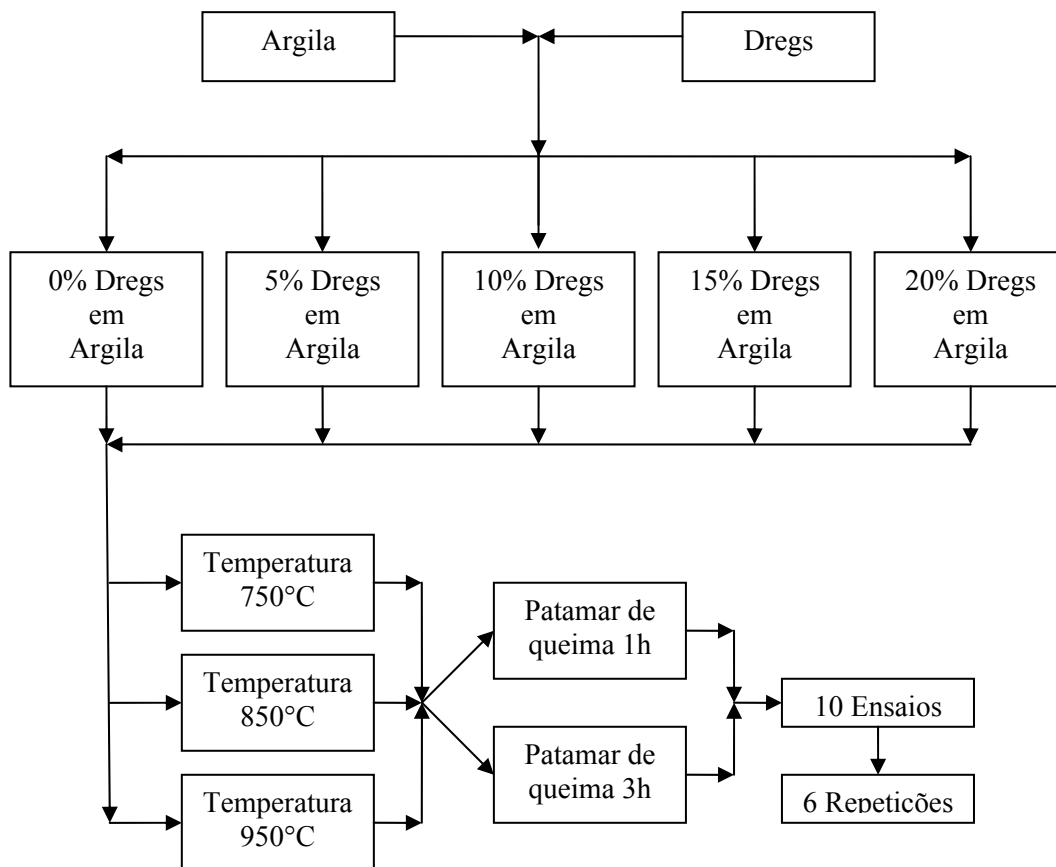 Argila
Dregs
0% Dregs
em
Argila
5% Dregs
em
Argila
10% Dregs
em
Argila
15% Dregs
em
Argila
20% Dregs
em
Argila
Temperatura
750°C
Temperatura
850°C
Temperatura
950°C
Patamar de
queima 1h
Patamar de
queima 3h
10 Ensaios
6 Repetições